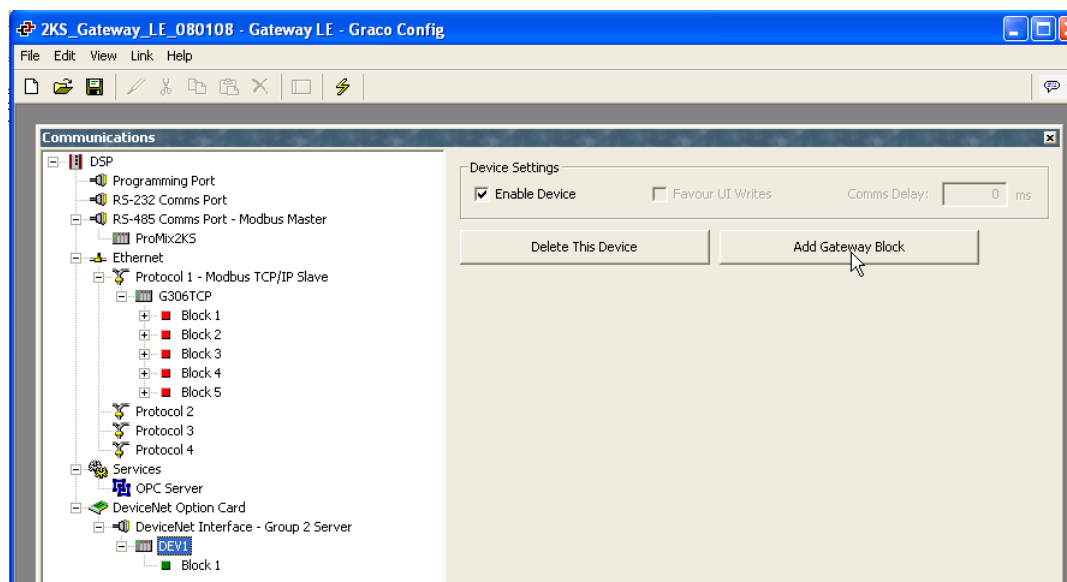 2KS_Gateway_LE_080108 - Gateway LE - Graco Config
File Edit View Link Help
Communications
DSP
Programming Port
RS-232 Comms Port
RS-485 Comms Port - Modbus Master
ProMix2KS
Ethernet
Protocol 1 - Modbus TCP/IP Slave
G306TCP
Block 1
Block 2
Block 3
Block 4
Block 5
Protocol 2
Protocol 3
Protocol 4
Services
OPC Server
DeviceNet Option Card
DeviceNet Interface - Group 2 Server
DEV1
Block 1
Device Settings
Enable Device Favour UI Writes Comms Delay: 0 ms
Delete This Device Add Gateway Block